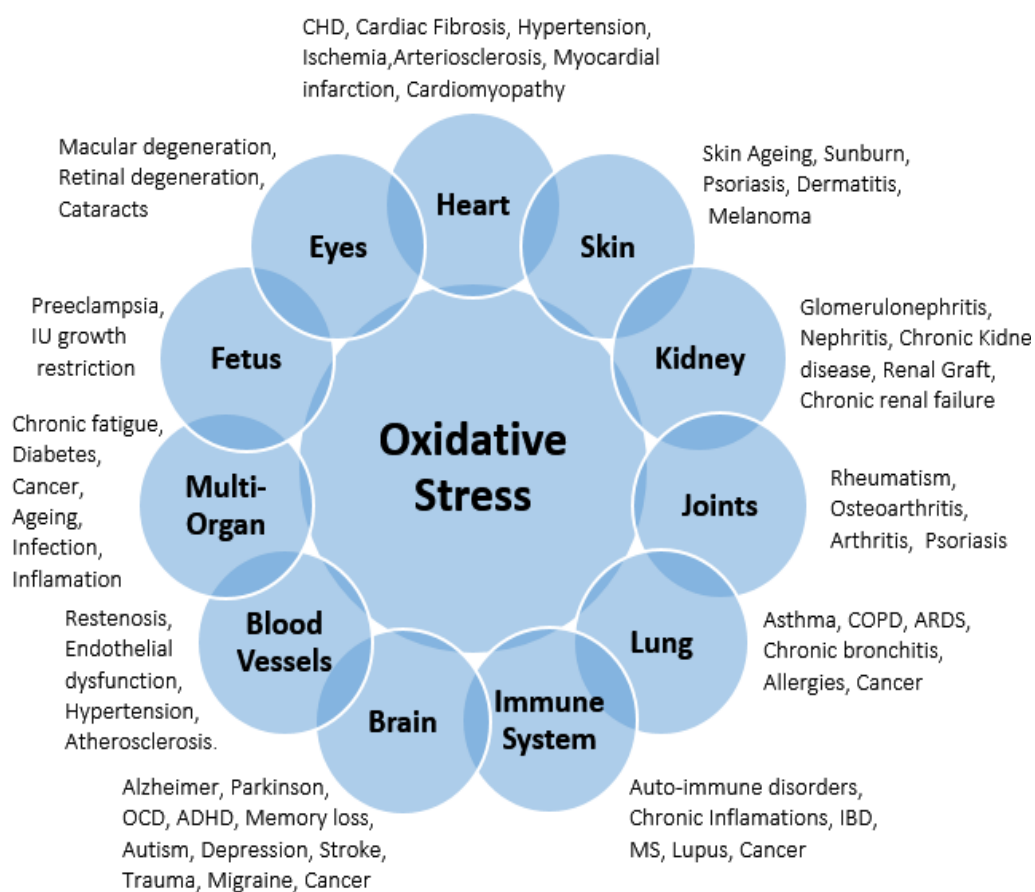 CHD, Cardiac Fibrosis, Hypertension,
Ischemia,Arteriosclerosis, Myocardial
infarction, Cardiomyopathy
Heart
Skin Ageing, Sunburn,
Psoriasis, Dermatitis,
Melanoma
Skin
Glomerulonephritis,
Nephritis, Chronic Kidne
disease, Renal Graft,
Chronic renal failure
Kidney
Rheumatism,
Osteoarthritis,
Arthritis, Psoriasis
Joints
Asthma, COPD, ARDS,
Chronic bronchitis,
Allergies, Cancer
Lung
Auto-immune disorders,
Chronic Inflamations, IBD,
MS, Lupus, Cancer
Immune
System
Alzheimer, Parkinson,
OCD, ADHD, Memory loss,
Autism, Depression, Stroke,
Trauma, Migraine, Cancer
Brain
Restenosis,
Endothelial
dysfunction,
Hypertension,
Atherosclerosis.
Blood
Vessels
Chronic fatigue,
Diabetes,
Cancer,
Ageing,
Infection,
Inflamation
Multi-
Organ
Preeclampsia,
IU growth
restriction
Fetus
Macular degeneration,
Retinal degeneration,
Cataracts
Eyes
Oxidative
Stress